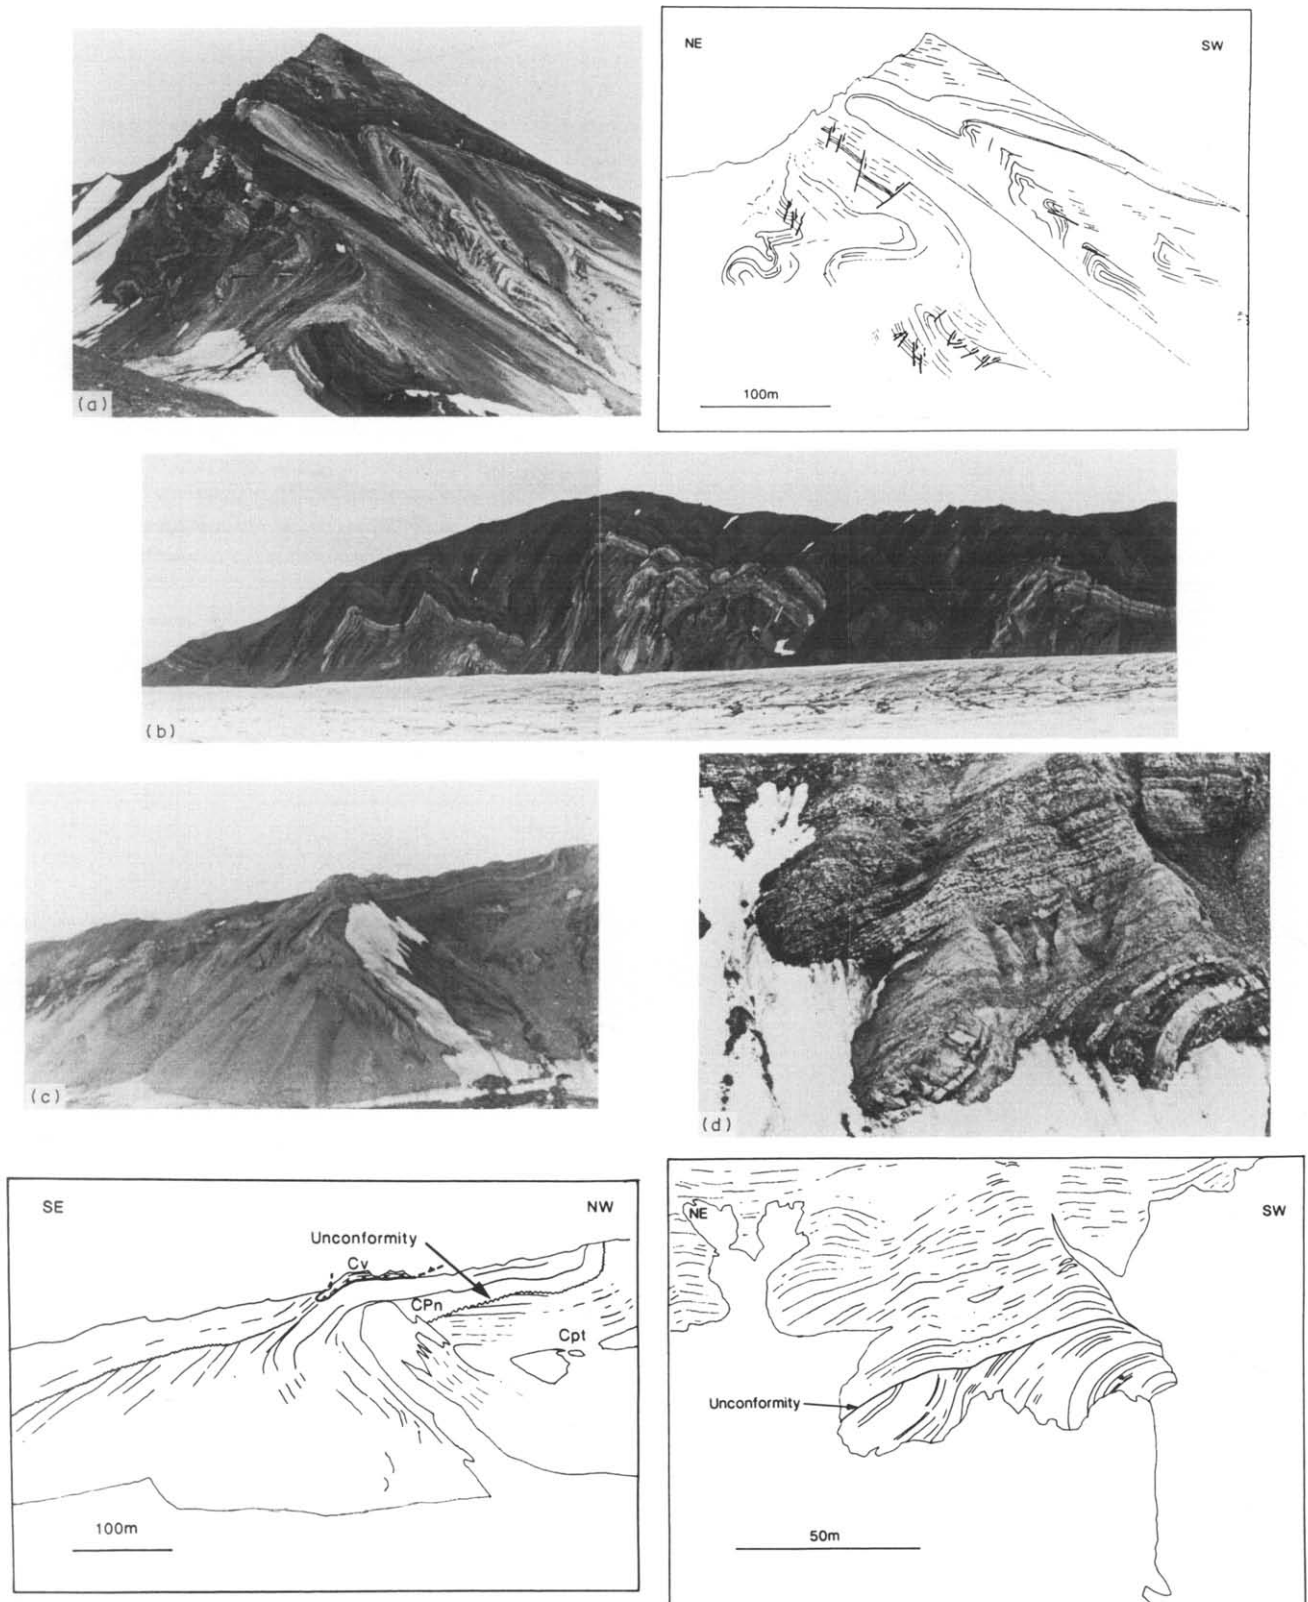 NE
SW
(a)
100m
(b)
(c)
(d)
SE
NW
Unconformity
Cv
CPn
Cpt
100m
NE
SW
Unconformity
50m